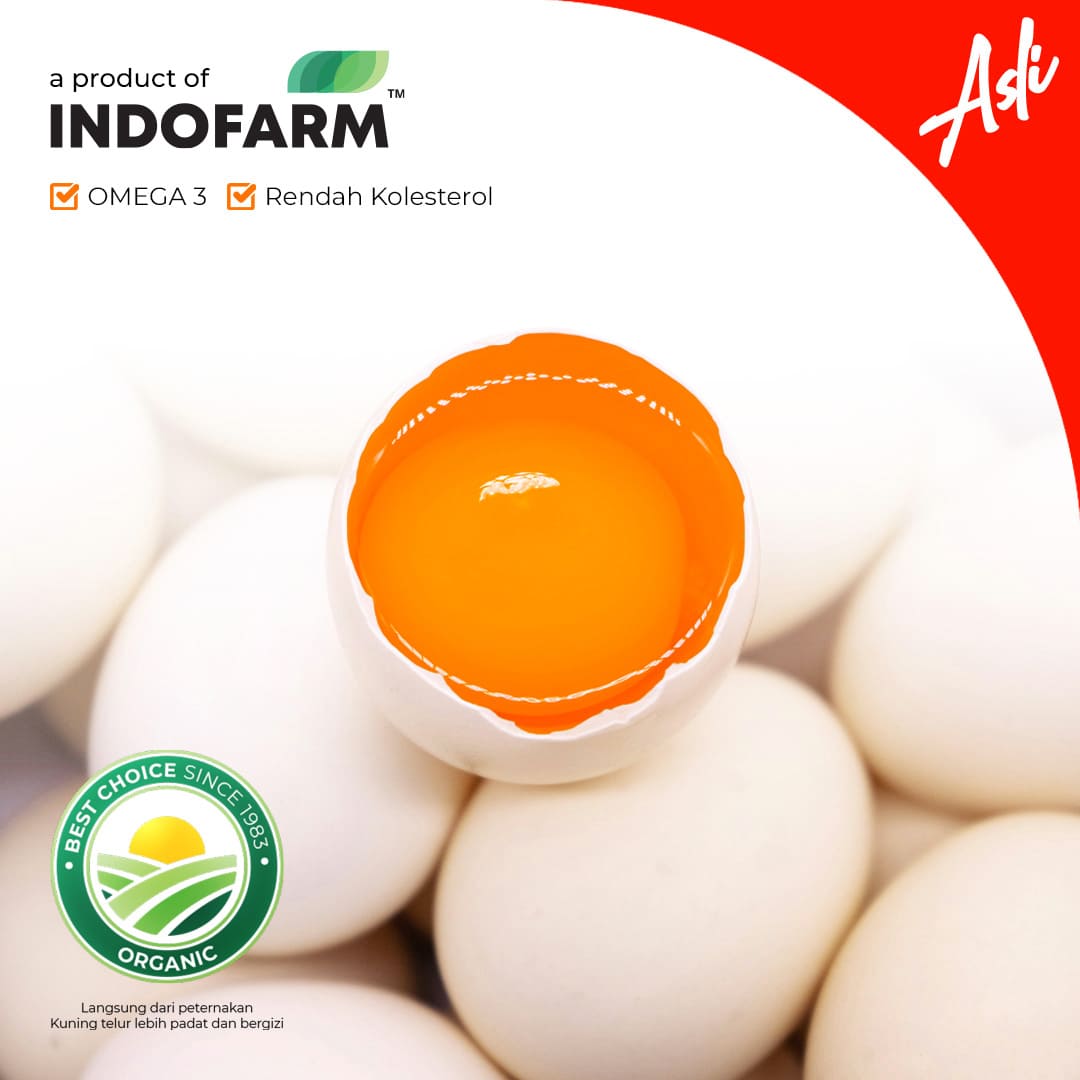 a product of
INDOFARM™
OMEGA 3 Rendah Kolesterol
Asli
BEST CHOICE SINCE 1983
ORGANIC
Langsung dari peternakan
Kuning telur lebih padat dan bergizi